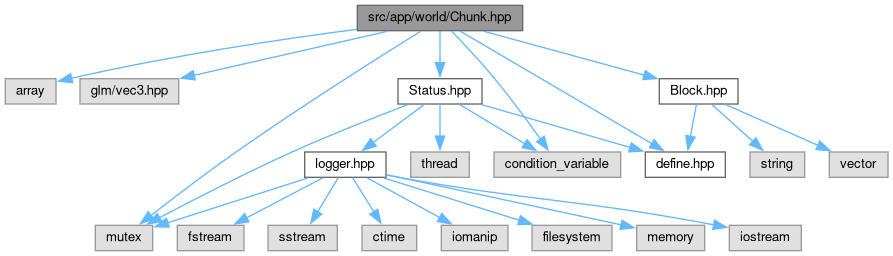 src/app/world/Chunk.hpp
array
glm/vec3.hpp
Status.hpp
Block.hpp
logger.hpp
thread
condition_variable
define.hpp
string
vector
mutex
fstream
sstream
ctime
iomanip
filesystem
memory
iostream